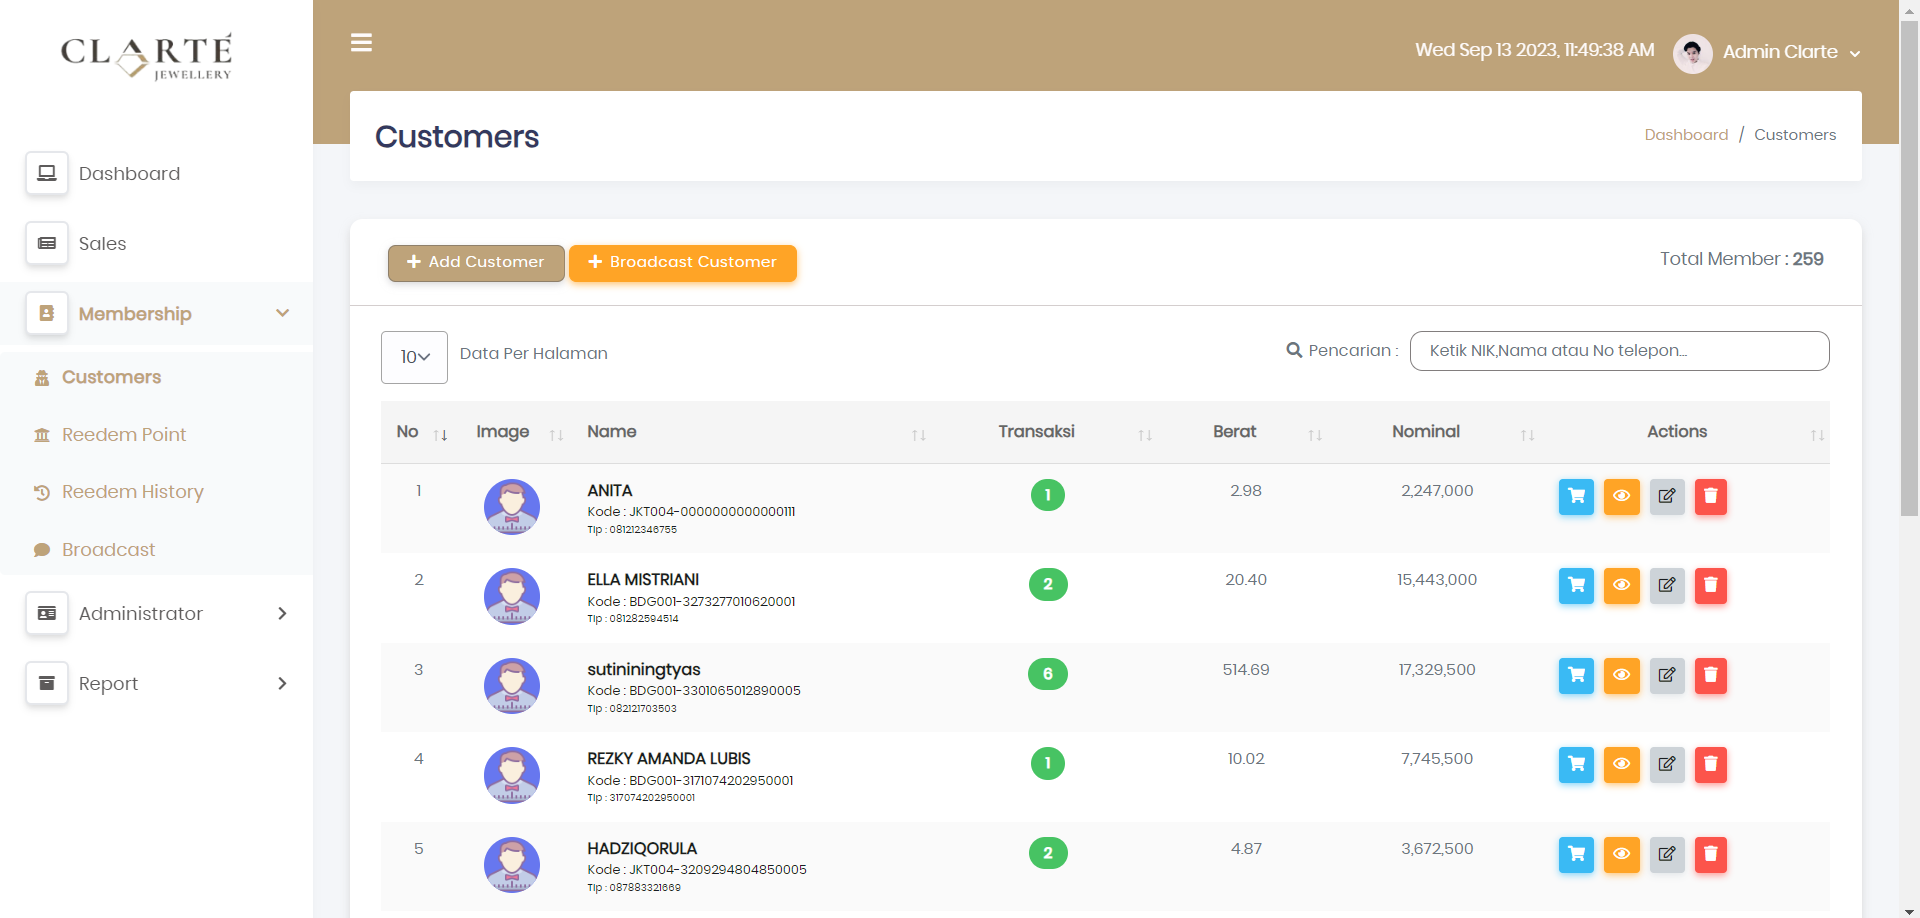 CLARTÉ
JEWELLERY
Wed Sep 13 2023, 11:49:38 AM
Admin Clarte
Dashboard
Sales
Membership
Customers
Reedem Point
Reedem History
Broadcast
Administrator
Report
Customers
Dashboard / Customers
Add Customer
Broadcast Customer
Total Member : 259
10 Data Per Halaman
Pencarian : Ketik NIK,Nama atau No telepon...
No Image Name Transaksi Berat Nominal Actions
1 ANITA 1 2.98 2,247,000
Kode : JKT004-0000000000000111
Tlp : 081212346755
2 ELLA MISTRIANI 2 20.40 15,443,000
Kode : BDG001-3273277010620001
Tlp : 081282594514
3 sutininingtyas 6 514.69 17,329,500
Kode : BDG001-3301065012890005
Tlp : 082121703503
4 REZKY AMANDA LUBIS 1 10.02 7,745,500
Kode : BDG001-3171074202950001
Tlp : 317074202950001
5 HADZIQORULA 2 4.87 3,672,500
Kode : JKT004-3209294804850005
Tlp : 087883321669